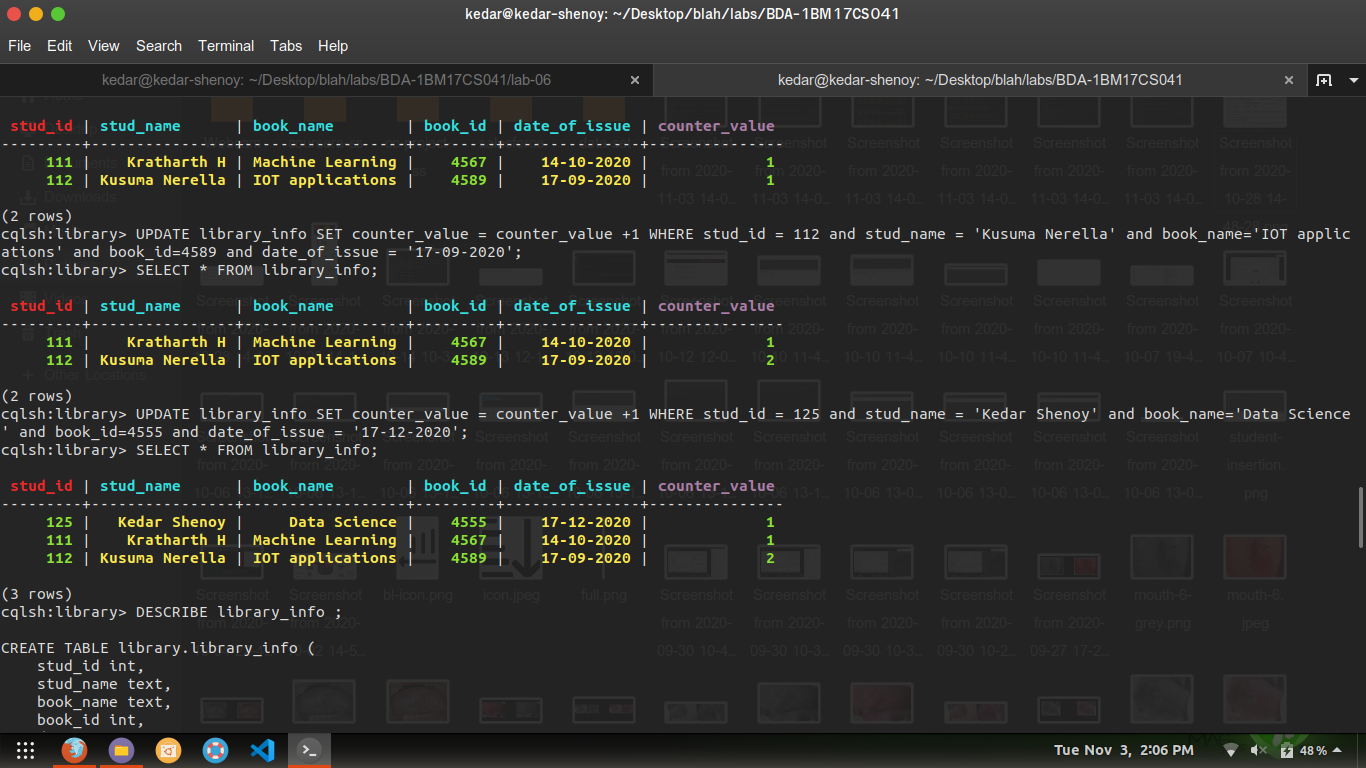 kedar@kedar-shenoy: ~/Desktop/blah/labs/BDA-1BM17CS041
File Edit View Search Terminal Tabs Help
kedar@kedar-shenoy: ~/Desktop/blah/labs/BDA-1BM17CS041/lab-06 × kedar@kedar-shenoy: ~/Desktop/blah/labs/BDA-1BM17CS041 ×
stud_id | stud_name | book_name | book_id | date_of_issue | counter_value
---------+----------------+------------------+---------+---------------+---------------
111 | Kratharth H | Machine Learning | 4567 | 14-10-2020 | 1
112 | Kusuma Nerella | IOT applications | 4589 | 17-09-2020 | 1
(2 rows)
cqlsh:library> UPDATE library_info SET counter_value = counter_value +1 WHERE stud_id = 112 and stud_name = 'Kusuma Nerella' and book_name='IOT applic
ations' and book_id=4589 and date_of_issue = '17-09-2020';
cqlsh:library> SELECT * FROM library_info;
stud_id | stud_name | book_name | book_id | date_of_issue | counter_value
---------+----------------+------------------+---------+---------------+---------------
111 | Kratharth H | Machine Learning | 4567 | 14-10-2020 | 1
112 | Kusuma Nerella | IOT applications | 4589 | 17-09-2020 | 2
(2 rows)
cqlsh:library> UPDATE library_info SET counter_value = counter_value +1 WHERE stud_id = 125 and stud_name = 'Kedar Shenoy' and book_name='Data Science
' and book_id=4555 and date_of_issue = '17-12-2020';
cqlsh:library> SELECT * FROM library_info;
stud_id | stud_name | book_name | book_id | date_of_issue | counter_value
---------+----------------+------------------+---------+---------------+---------------
125 | Kedar Shenoy | Data Science | 4555 | 17-12-2020 | 1
111 | Kratharth H | Machine Learning | 4567 | 14-10-2020 | 1
112 | Kusuma Nerella | IOT applications | 4589 | 17-09-2020 | 2
(3 rows)
cqlsh:library> DESCRIBE library_info ;
CREATE TABLE library.library_info (
stud_id int,
stud_name text,
book_name text,
book_id int,
Tue Nov 3, 2:06 PM 48%